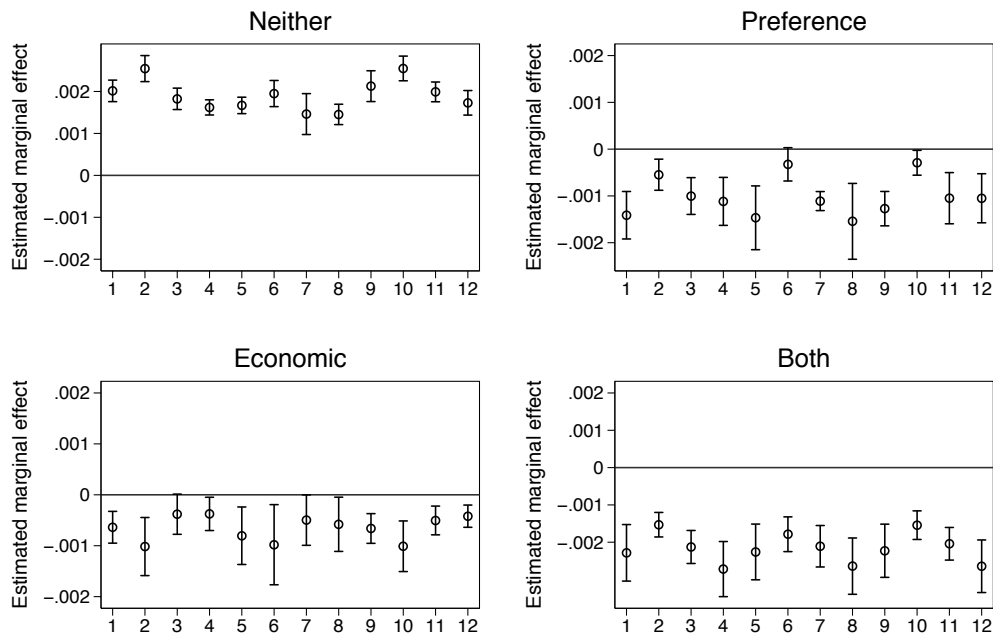 Neither
Estimated marginal effect
.002
.001
0
−.001
−.002
1 2 3 4 5 6 7 8 9 10 11 12
Preference
Estimated marginal effect
.002
.001
0
−.001
−.002
1 2 3 4 5 6 7 8 9 10 11 12
Economic
Estimated marginal effect
.002
.001
0
−.001
−.002
1 2 3 4 5 6 7 8 9 10 11 12
Both
Estimated marginal effect
.002
.001
0
−.001
−.002
1 2 3 4 5 6 7 8 9 10 11 12